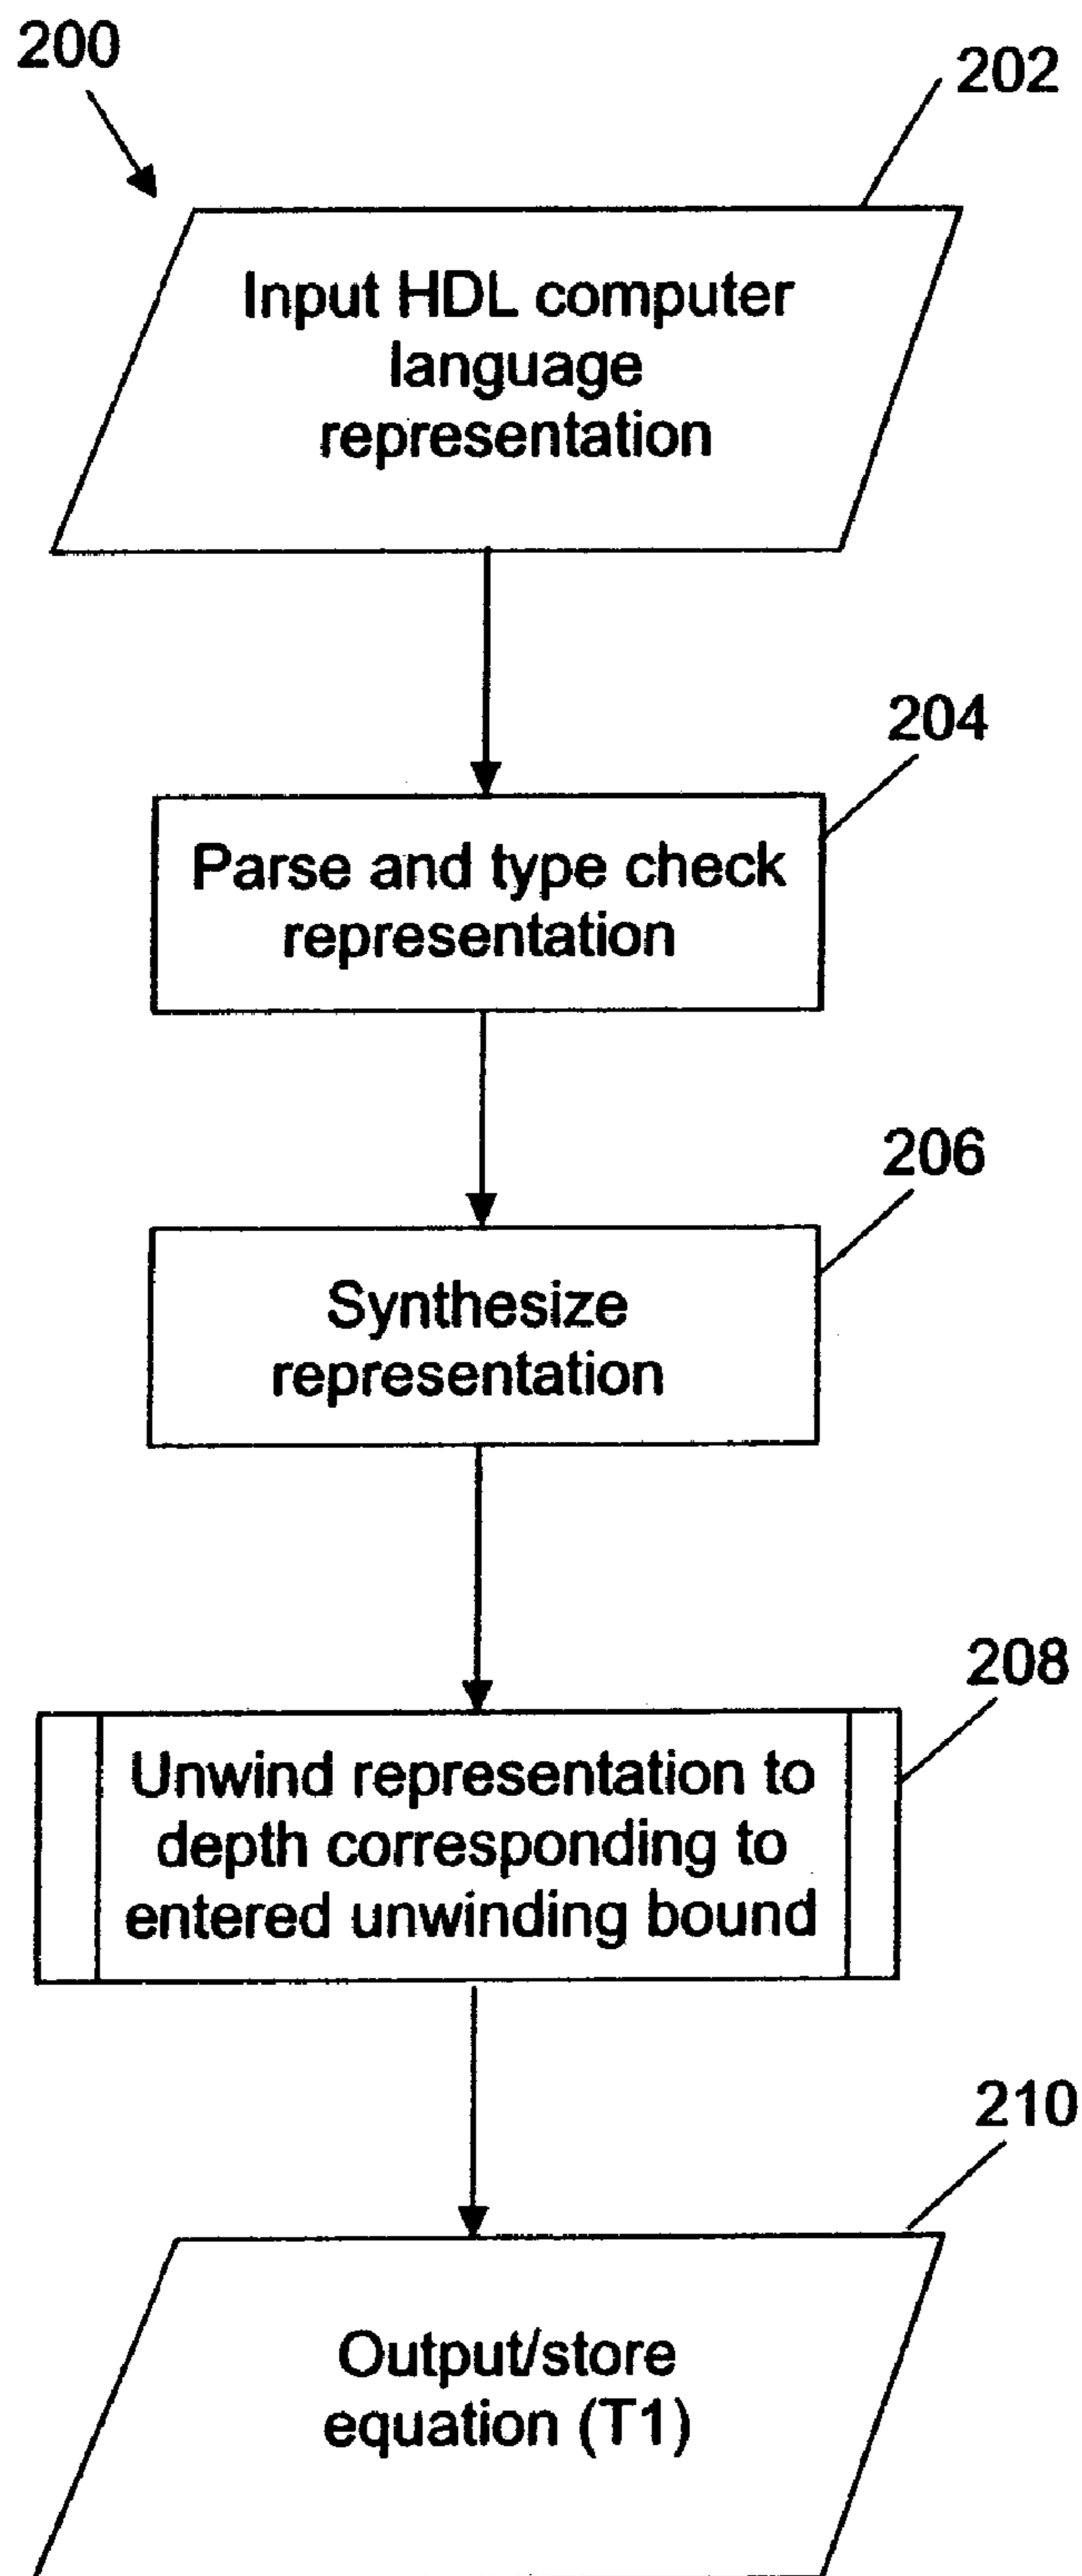 200
202
Input HDL computer
language
representation
204
Parse and type check
representation
206
Synthesize
representation
208
Unwind representation to
depth corresponding to
entered unwinding bound
210
Output/store
equation (T1)